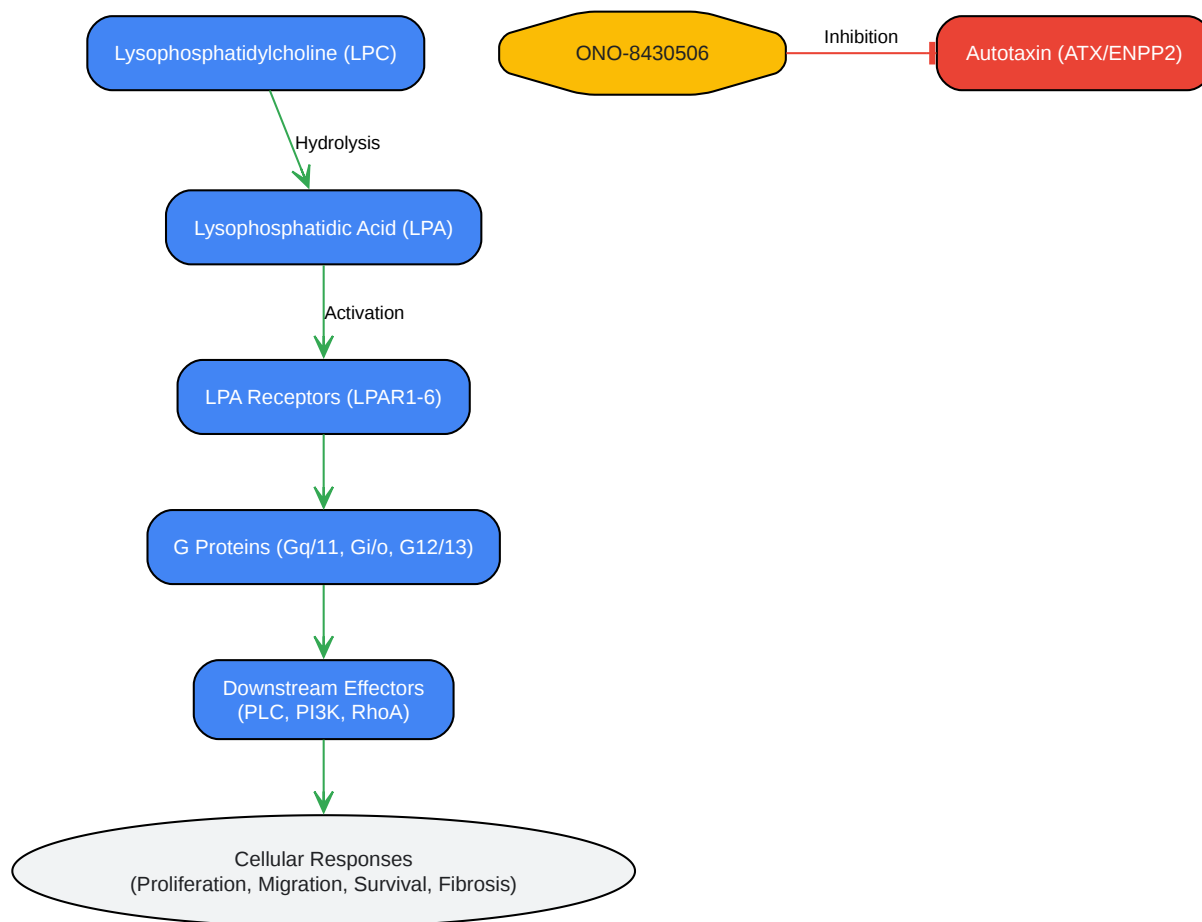 Lysophosphatidylcholine (LPC)
ONO-8430506
Inhibition
Autotaxin (ATX/ENPP2)
Hydrolysis
Lysophosphatidic Acid (LPA)
Activation
LPA Receptors (LPAR1-6)
G Proteins (Gq/11, Gi/o, G12/13)
Downstream Effectors
(PLC, PI3K, RhoA)
Cellular Responses
(Proliferation, Migration, Survival, Fibrosis)